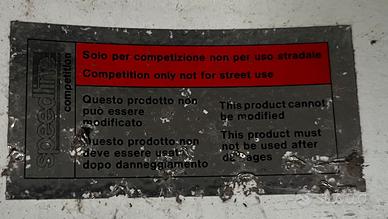 speedline
competition
Solo per competizione non per uso stradale
Competition only not for street use
Questo prodotto non
può essere
modificato
Questo prodotto non
deve essere usato
dopo danneggiamento
This product cannot
be modified
This product must
not be used after
damages
subito